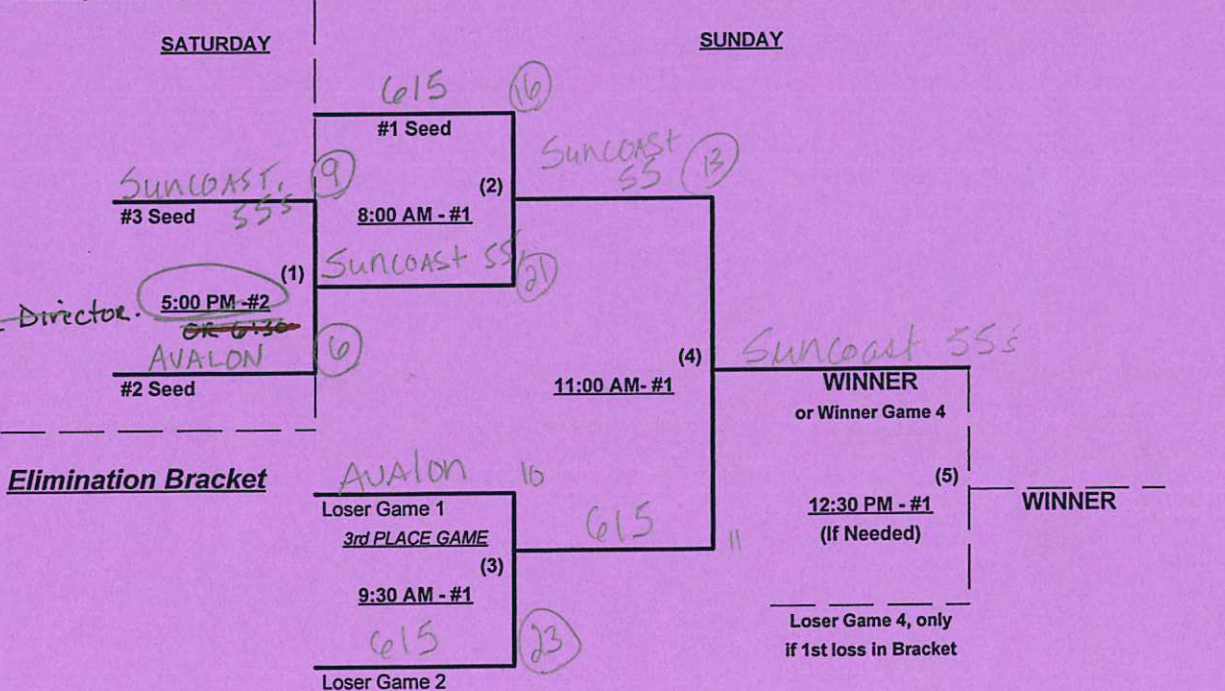 SATURDAY
SUNDAY
615 16
#1 Seed
Suncoast
55 13
SUNCOAST, 9
#3 Seed 55s
(2)
8:00 AM - #1
(1)
Suncoast 55,
21
Director. 5:00 PM -#2
OR 6:30
AVALON 6
#2 Seed
(4)
11:00 AM- #1
Suncoast 55s
WINNER
or Winner Game 4
Elimination Bracket
AVAlon 10
Loser Game 1
3rd PLACE GAME
615 11
(3)
9:30 AM - #1
615 23
Loser Game 2
(5)
12:30 PM - #1
(If Needed)
WINNER
Loser Game 4, only
if 1st loss in Bracket